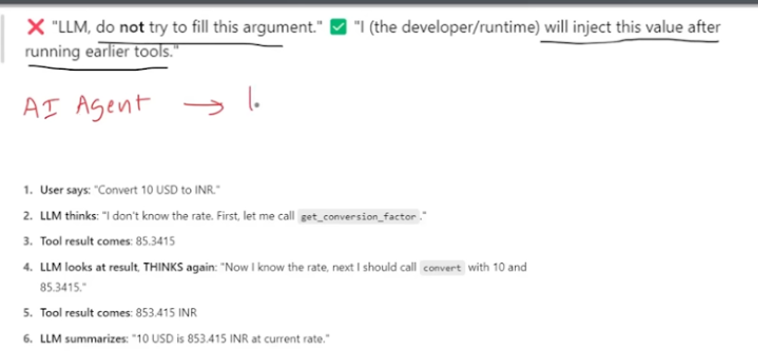 ❌ "LLM, do not try to fill this argument." ✅ "I (the developer/runtime) will inject this value after
running earlier tools."
AI Agent →
1. User says: "Convert 10 USD to INR."
2. LLM thinks: "I don't know the rate. First, let me call get_conversion_factor."
3. Tool result comes: 85.3415
4. LLM looks at result, THINKS again: "Now I know the rate, next I should call convert with 10 and
85.3415."
5. Tool result comes: 853.415 INR
6. LLM summarizes: "10 USD is 853.415 INR at current rate."